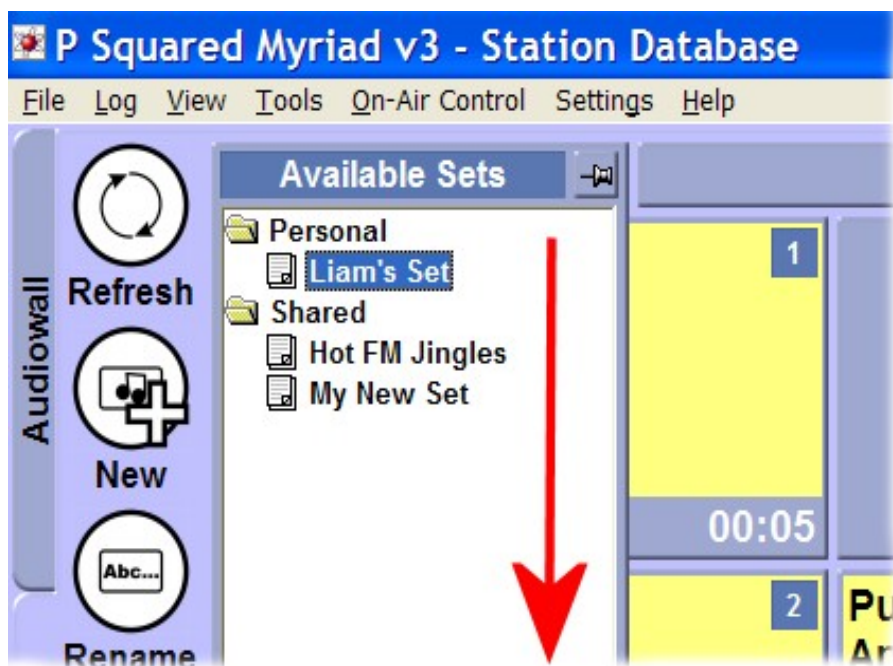 P Squared Myriad v3 - Station Database
File Log View Tools On-Air Control Settings Help
Audiowall
Refresh
New
Abc...
Rename
Available Sets
Personal
Liam's Set
Shared
Hot FM Jingles
My New Set
1
00:05
2